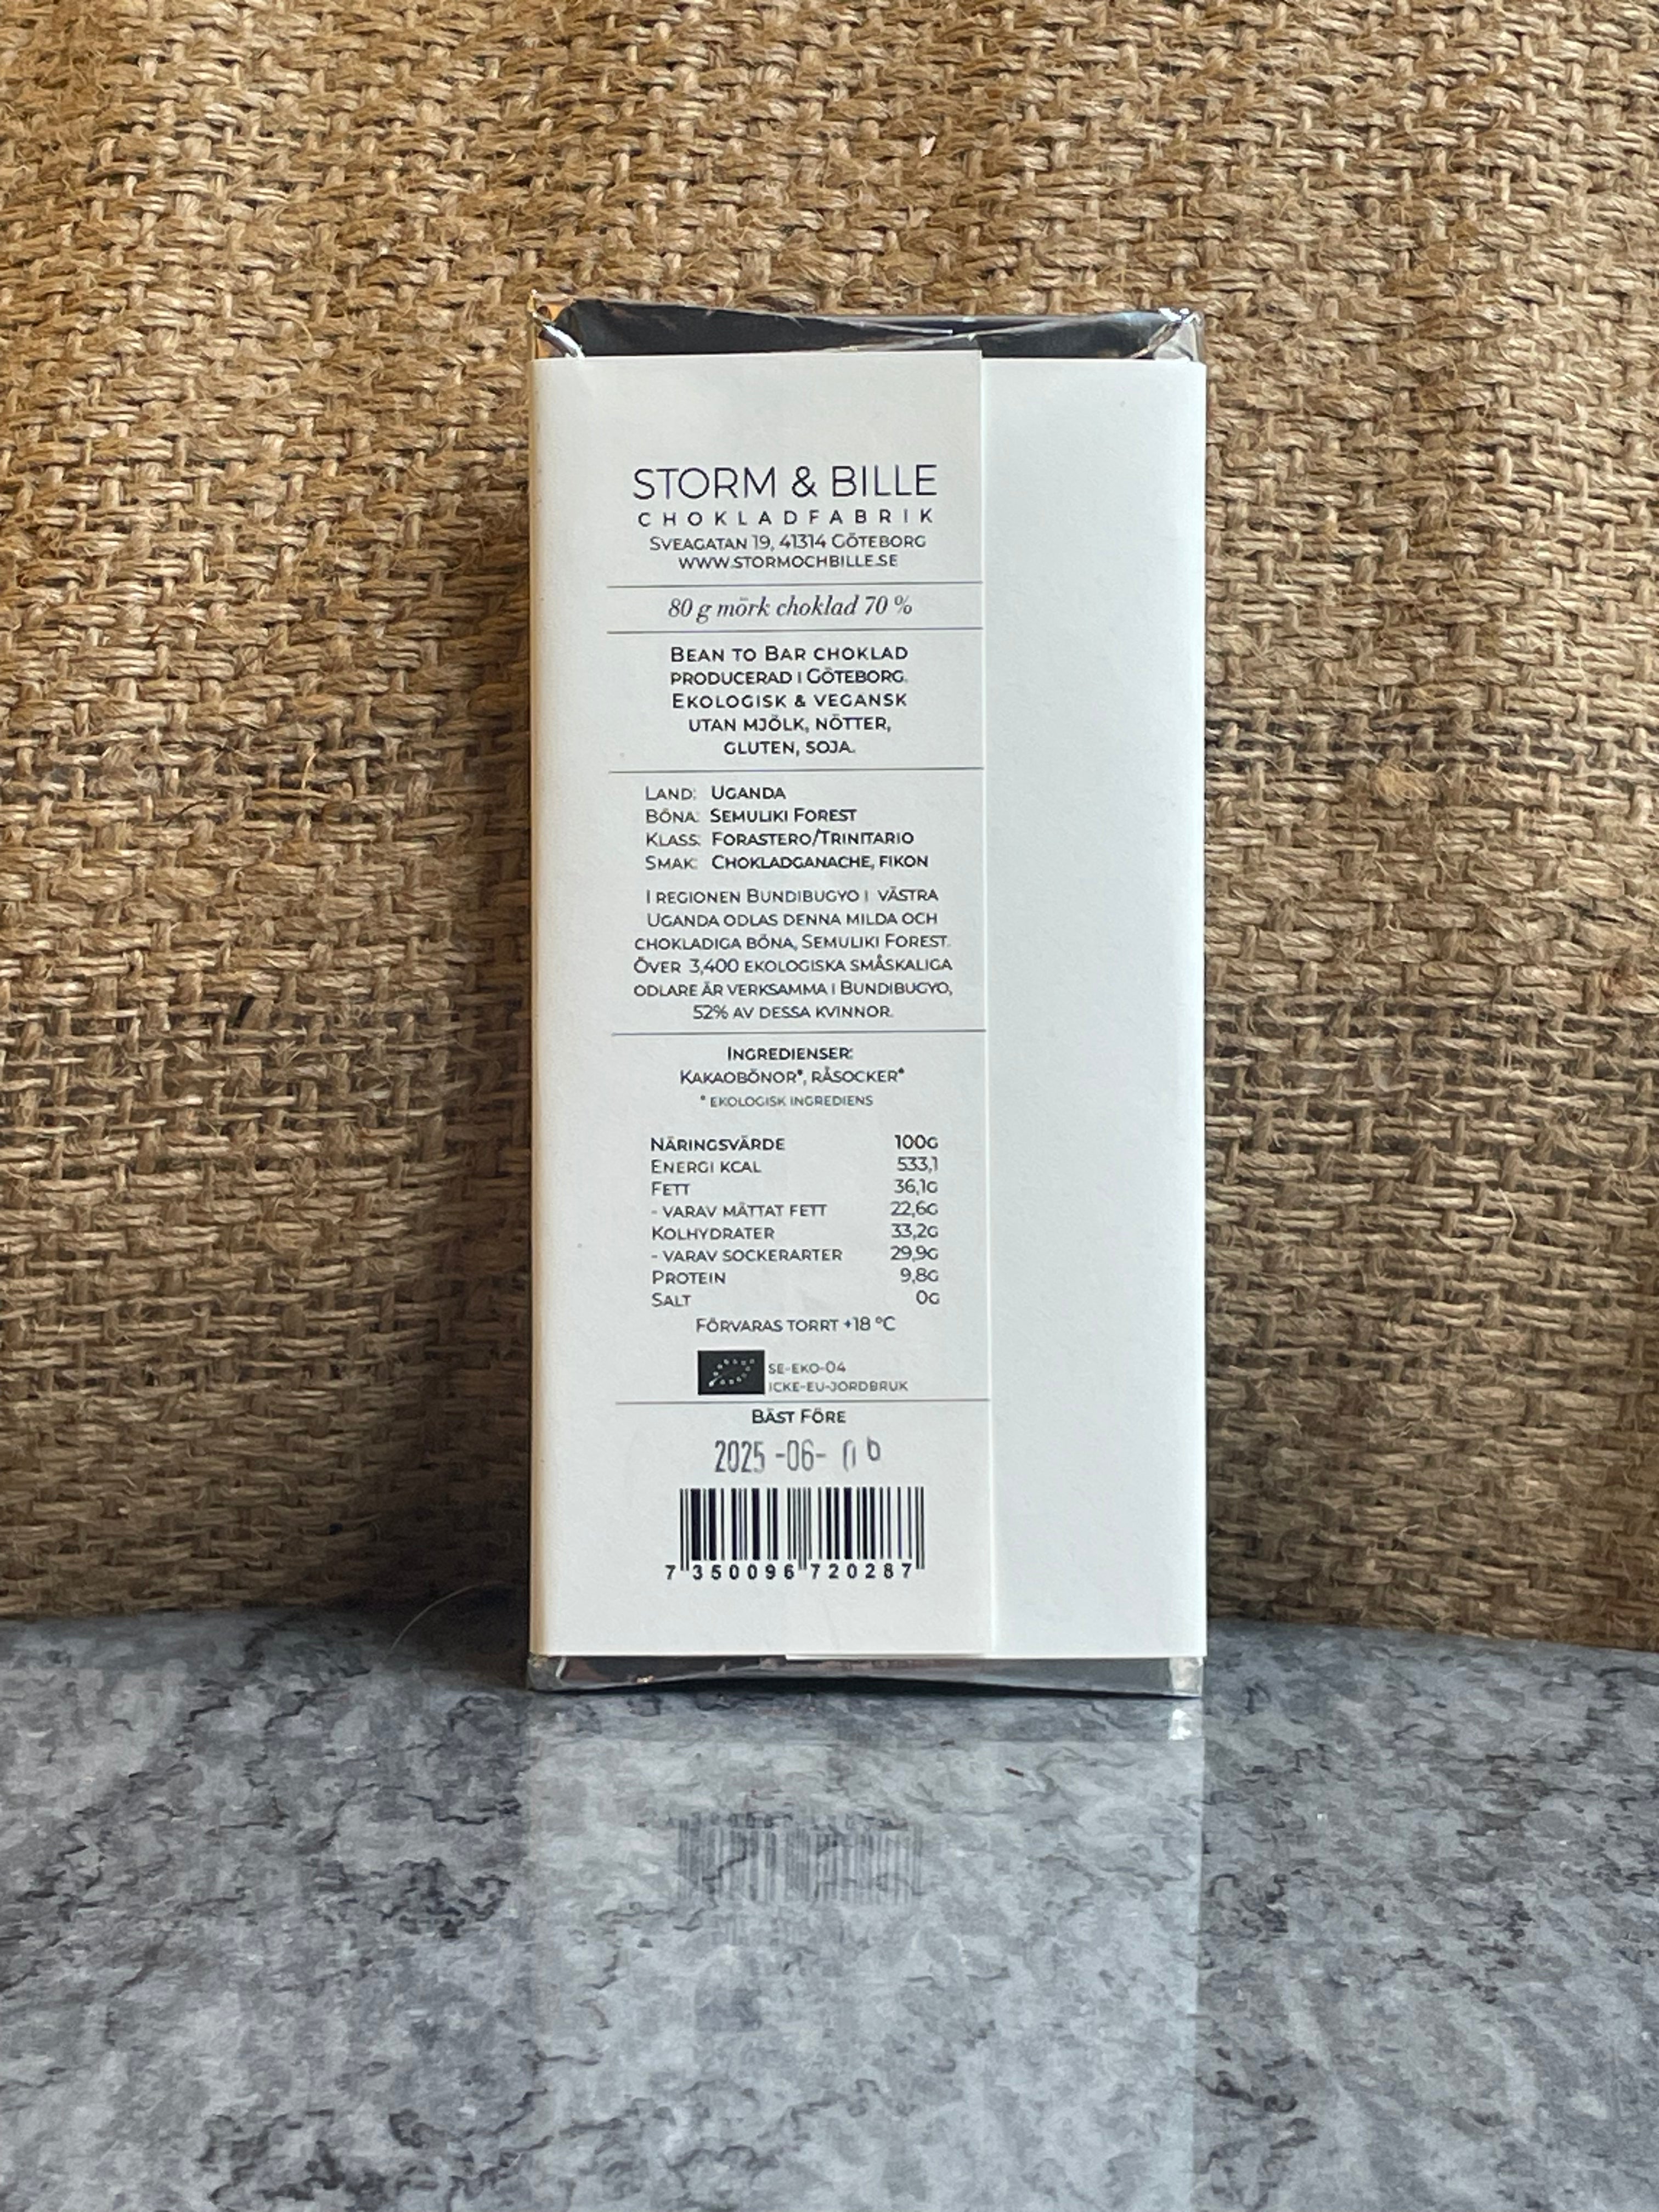 STORM & BILLE
CHOKLADFABRIK
SVEAGATAN 19, 41314 GÖTEBORG
WWW.STORMOCHBILLE.SE
80 g mörk choklad 70 %
BEAN TO BAR CHOKLAD
PRODUCERAD I GÖTEBORG.
EKOLOGISK & VEGANSK
UTAN MJÖLK, NÖTTER,
GLUTEN, SOJA.
LAND: UGANDA
BÖNA: SEMULIKI FOREST
KLASS: FORASTERO/TRINITARIO
SMAK: CHOKLADGANACHE, FIKON
I REGIONEN BUNDIBUGYO I VÄSTRA
UGANDA ODLAS DENNA MILDA OCH
CHOKLADIGA BÖNA, SEMULIKI FOREST.
ÖVER 3,400 EKOLOGISKA SMÅSKALIGA
ODLARE ÄR VERKSAMMA I BUNDIBUGYO,
52% AV DESSA KVINNOR.
INGREDIENSER:
KAKAOBÖNOR*, RÅSOCKER*
* EKOLOGISK INGREDIENS
NÄRINGSVÄRDE 100G
ENERGI KCAL 533,1
FETT 36,1G
- VARAV MÄTTAT FETT 22,6G
KOLHYDRATER 33,2G
- VARAV SOCKERARTER 29,9G
PROTEIN 9,8G
SALT 0G
FÖRVARAS TORRT +18 °C
SE-EKO-04
ICKE-EU-JORDBRUK
BÄST FÖRE
2025 -06- 06
7 350096 720287